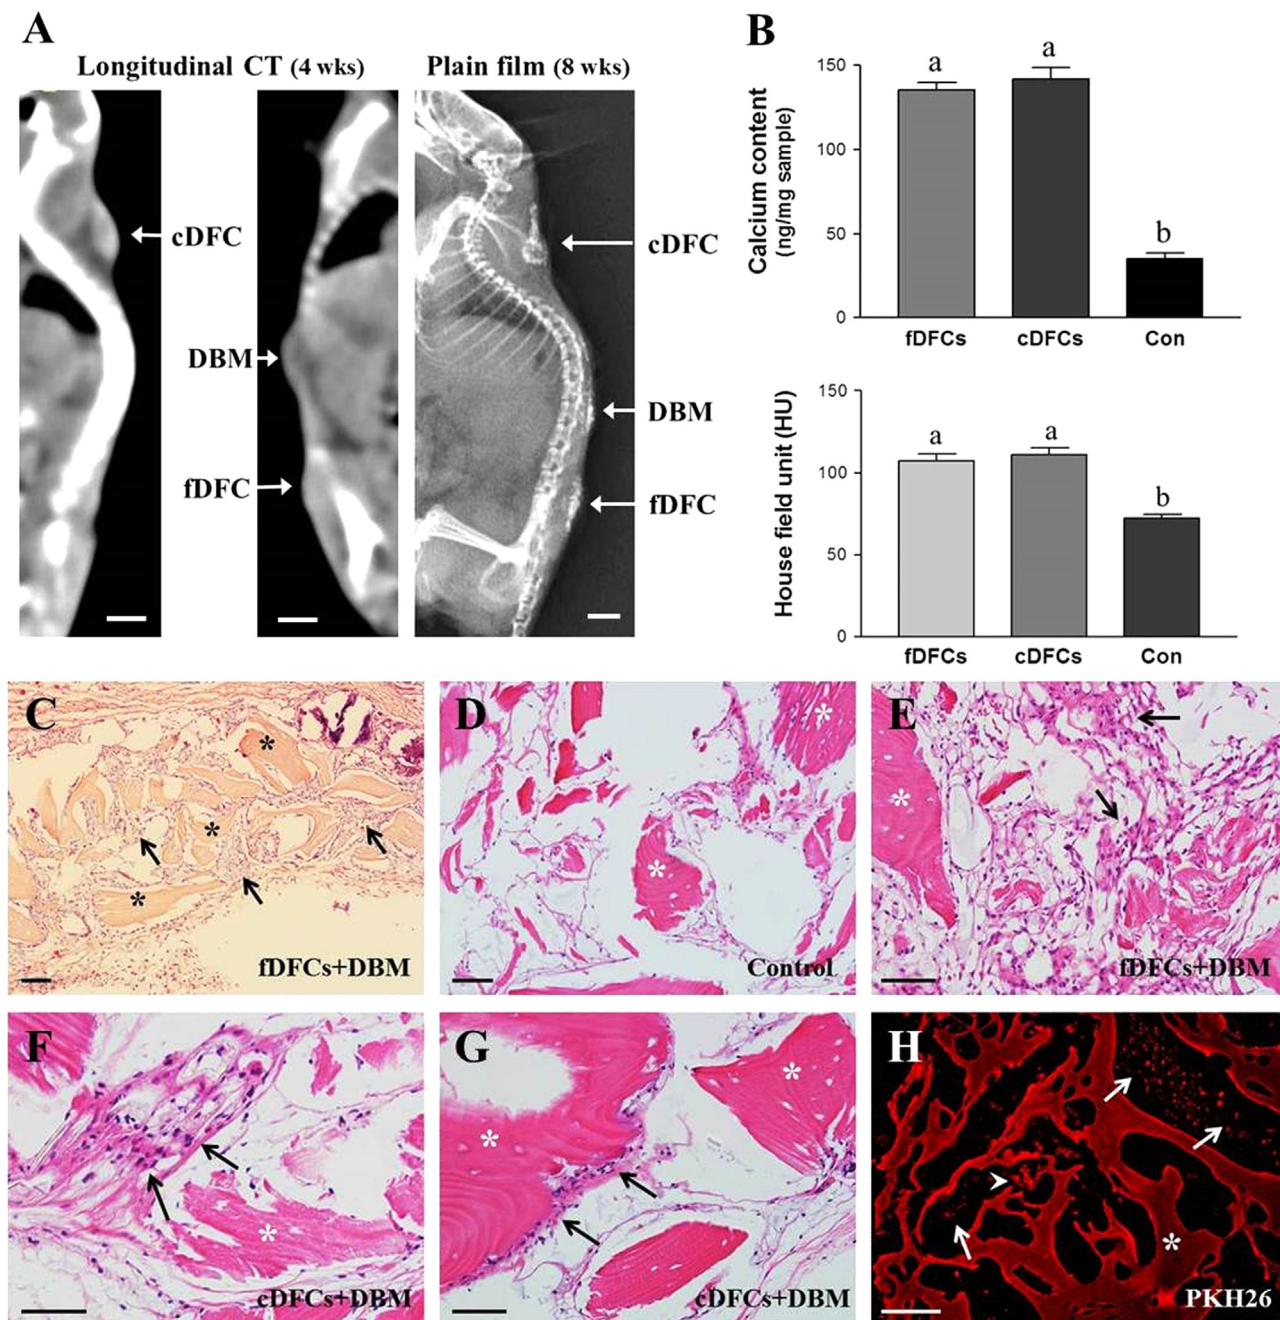 A
Longitudinal CT (4 wks)
Plain film (8 wks)
cDFC
DBM
fDFC
cDFC
DBM
fDFC
B
Calcium content
(ng/mg sample)
150
100
50
0
a
a
b
fDFCs
cDFCs
Con
House field unit (HU)
150
100
50
0
a
a
b
fDFCs
cDFCs
Con
C
*
*
*
fDFCs+DBM
D
*
*
Control
E
*
fDFCs+DBM
F
*
cDFCs+DBM
G
*
*
cDFCs+DBM
H
*
PKH26